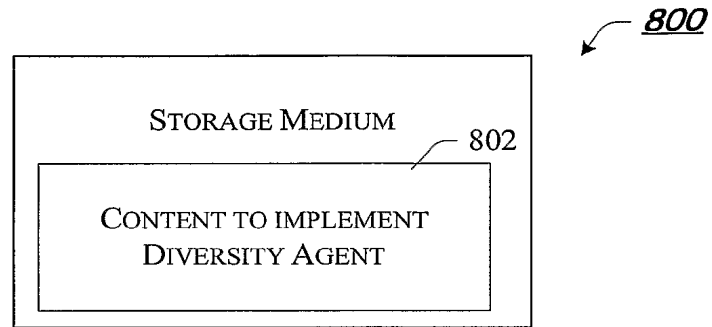 800
STORAGE MEDIUM
802
CONTENT TO IMPLEMENT
DIVERSITY AGENT